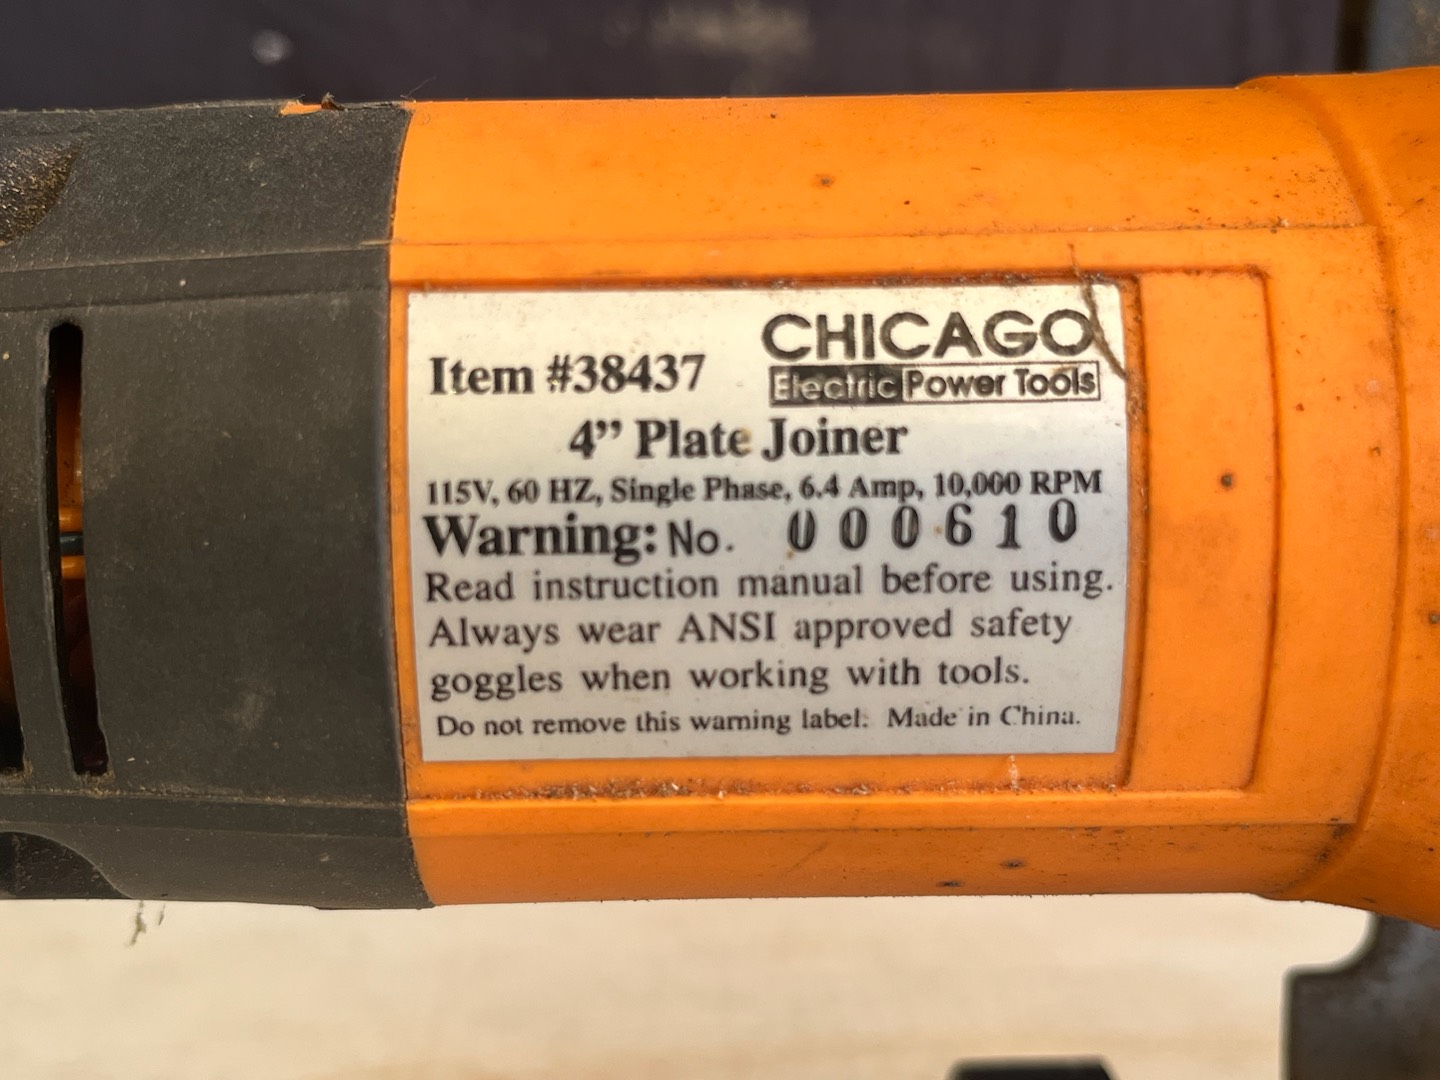 Item #38437
CHICAGO
Electric Power Tools
4” Plate Joiner
115V, 60 HZ, Single Phase, 6.4 Amp, 10,000 RPM
Warning: No. 000610
Read instruction manual before using.
Always wear ANSI approved safety
goggles when working with tools.
Do not remove this warning label. Made in China.